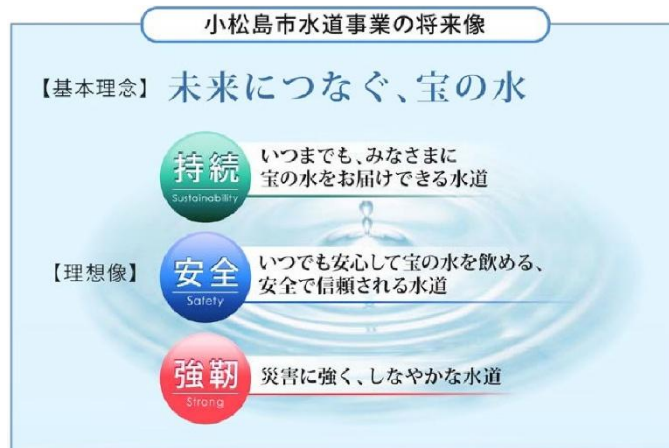 小松島市水道事業の将来像
【基本理念】 未来につなぐ、宝の水
持続
Sustainability
いつまでも、みなさまに
宝の水をお届けできる水道
【理想像】
安全
Safety
いつでも安心して宝の水を飲める、
安全で信頼される水道
強靭
Strong
災害に強く、しなやかな水道